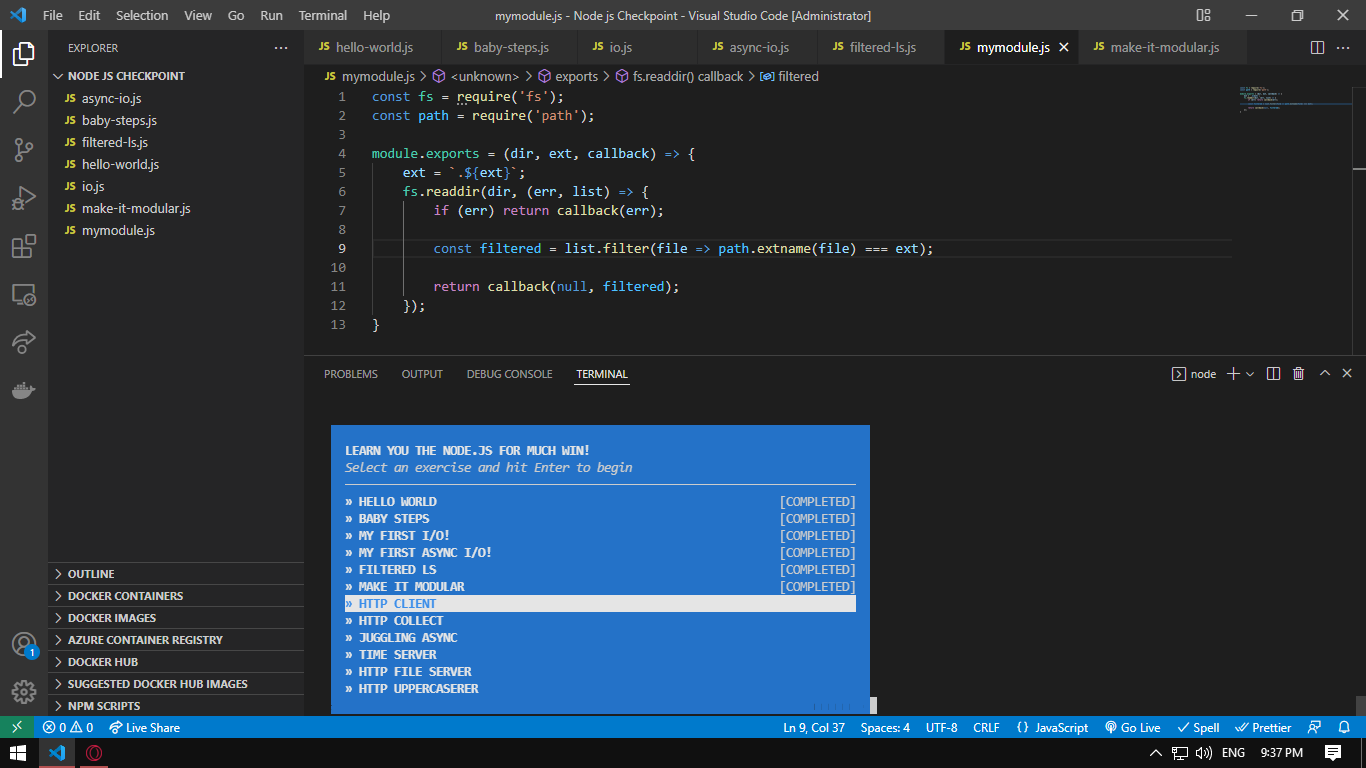 File Edit Selection View Go Run Terminal Help mymodule.js - Node js Checkpoint - Visual Studio Code [Administrator]
EXPLORER ···
JS hello-world.js JS baby-steps.js JS io.js JS async-io.js JS filtered-ls.js JS mymodule.js JS make-it-modular.js ···
NODE JS CHECKPOINT
JS async-io.js
JS baby-steps.js
JS filtered-ls.js
JS hello-world.js
JS io.js
JS make-it-modular.js
JS mymodule.js
OUTLINE
DOCKER CONTAINERS
DOCKER IMAGES
AZURE CONTAINER REGISTRY
DOCKER HUB
SUGGESTED DOCKER HUB IMAGES
NPM SCRIPTS
1
JS mymodule.js > <unknown> > exports > fs.readdir() callback > filtered
1 const fs = require('fs');
2 const path = require('path');
3
4 module.exports = (dir, ext, callback) => {
5 ext = `.${ext}`;
6 fs.readdir(dir, (err, list) => {
7 if (err) return callback(err);
8
9 const filtered = list.filter(file => path.extname(file) === ext);
10
11 return callback(null, filtered);
12 });
13 }
PROBLEMS OUTPUT DEBUG CONSOLE TERMINAL node
LEARN YOU THE NODE.JS FOR MUCH WIN!
Select an exercise and hit Enter to begin
» HELLO WORLD [COMPLETED]
» BABY STEPS [COMPLETED]
» MY FIRST I/O! [COMPLETED]
» MY FIRST ASYNC I/O! [COMPLETED]
» FILTERED LS [COMPLETED]
» MAKE IT MODULAR [COMPLETED]
» HTTP CLIENT
» HTTP COLLECT
» JUGGLING ASYNC
» TIME SERVER
» HTTP FILE SERVER
» HTTP UPPERCASERER
0 0 Live Share Ln 9, Col 37 Spaces: 4 UTF-8 CRLF {} JavaScript Go Live Spell Prettier
ENG 9:37 PM